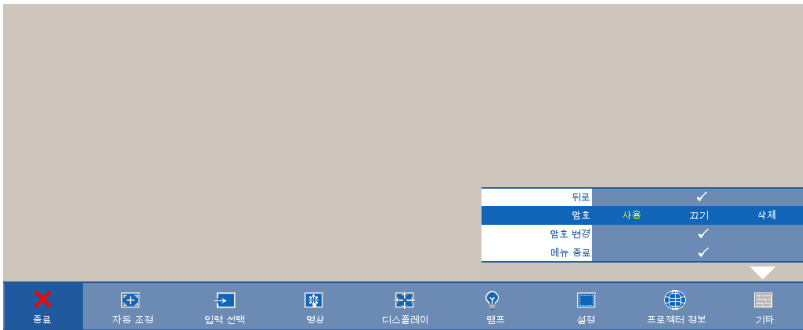 뒤로
암호 사용 끄기 삭제
암호 변경
메뉴 종료
종료 자동 조정 입력 선택 영상 디스플레이 램프 설정 프로젝터 정보 기타